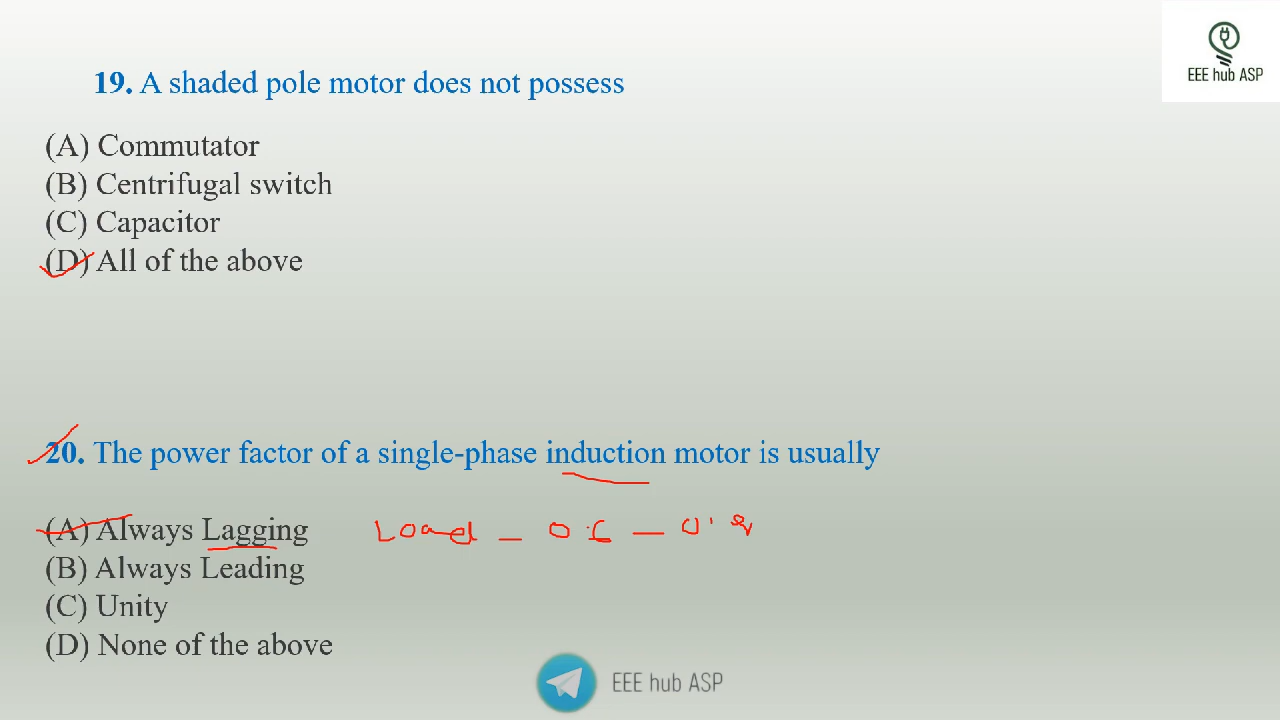 EEE hub ASP
19. A shaded pole motor does not possess
(A) Commutator
(B) Centrifugal switch
(C) Capacitor
(D) All of the above
20. The power factor of a single-phase induction motor is usually
(A) Always Lagging Load -
(B) Always Leading
(C) Unity
(D) None of the above
EEE hub ASP